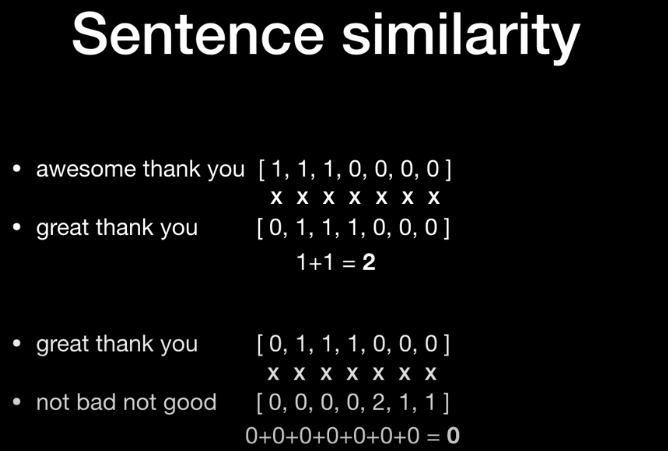 Sentence similarity
• awesome thank you [ 1, 1, 1, 0, 0, 0, 0 ]
x x x x x x x
• great thank you [ 0, 1, 1, 1, 0, 0, 0 ]
1+1 = 2
• great thank you [ 0, 1, 1, 1, 0, 0, 0 ]
x x x x x x x
• not bad not good [ 0, 0, 0, 0, 2, 1, 1 ]
0+0+0+0+0+0+0 = 0